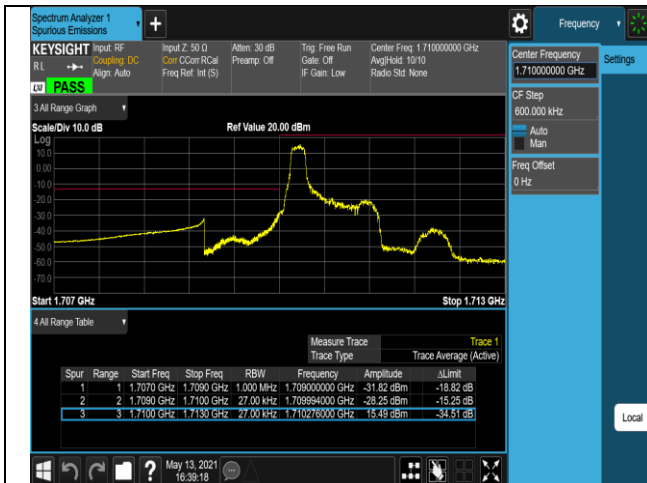 Spectrum Analyzer 1
Spurious Emissions
Frequency
KEYSIGHT Input: RF Input Z: 50 Ω Atten: 30 dB Trig: Free Run Center Freq: 1.710000000 GHz
RL Coupling: DC Corr CCorr RCal Preamp: Off Gate: Off Avg|Hold: 10/10
Align: Auto Freq Ref: Int (S) IF Gain: Low Radio Std: None
LXI PASS
Center Frequency
1.710000000 GHz
Settings
CF Step
600.000 kHz
Auto
Man
Freq Offset
0 Hz
Local
3 All Range Graph
Scale/Div 10.0 dB Ref Value 20.00 dBm
Log
10.0
0.00
-10.0
-20.0
-30.0
-40.0
-50.0
-60.0
-70.0
Start 1.707 GHz Stop 1.713 GHz
4 All Range Table
Measure Trace Trace 1
Trace Type Trace Average (Active)
Spur Range Start Freq Stop Freq RBW Frequency Amplitude ΔLimit
1 1 1.7070 GHz 1.7090 GHz 1.000 MHz 1.709000000 GHz -31.82 dBm -18.82 dB
2 2 1.7090 GHz 1.7100 GHz 27.00 kHz 1.709994000 GHz -28.25 dBm -15.25 dB
3 3 1.7100 GHz 1.7130 GHz 27.00 kHz 1.710276000 GHz 15.49 dBm -34.51 dB
May 13, 2021
16:39:18